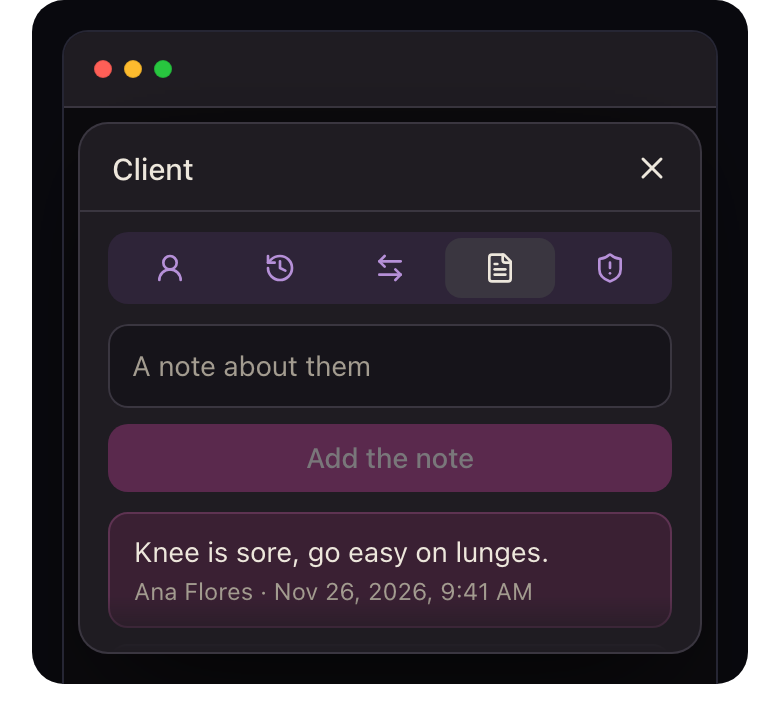 Client
A note about them
Add the note
Knee is sore, go easy on lunges.
Ana Flores · Nov 26, 2026, 9:41 AM